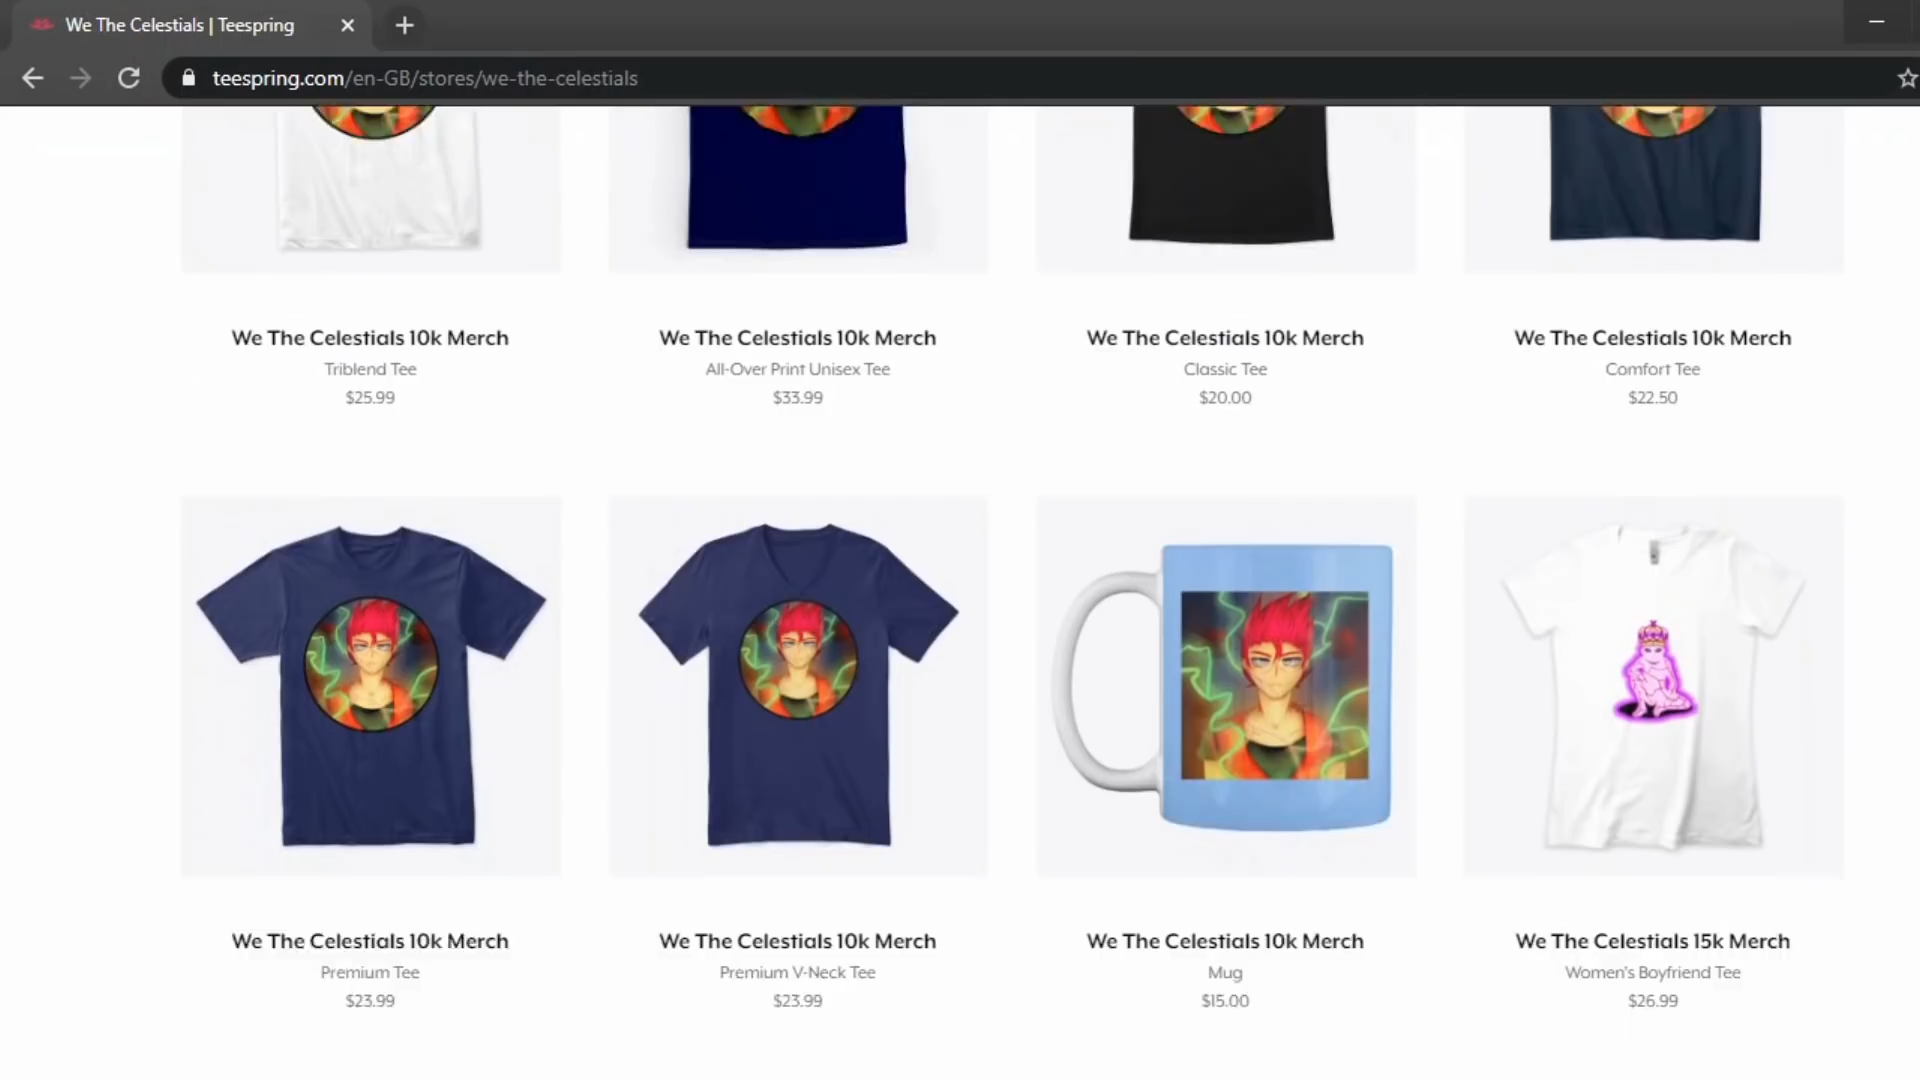 We The Celestials | Teespring
teespring.com/en-GB/stores/we-the-celestials
We The Celestials 10k Merch
Triblend Tee
$25.99
We The Celestials 10k Merch
All-Over Print Unisex Tee
$33.99
We The Celestials 10k Merch
Classic Tee
$20.00
We The Celestials 10k Merch
Comfort Tee
$22.50
We The Celestials 10k Merch
Premium Tee
$23.99
We The Celestials 10k Merch
Premium V-Neck Tee
$23.99
We The Celestials 10k Merch
Mug
$15.00
We The Celestials 15k Merch
Women's Boyfriend Tee
$26.99